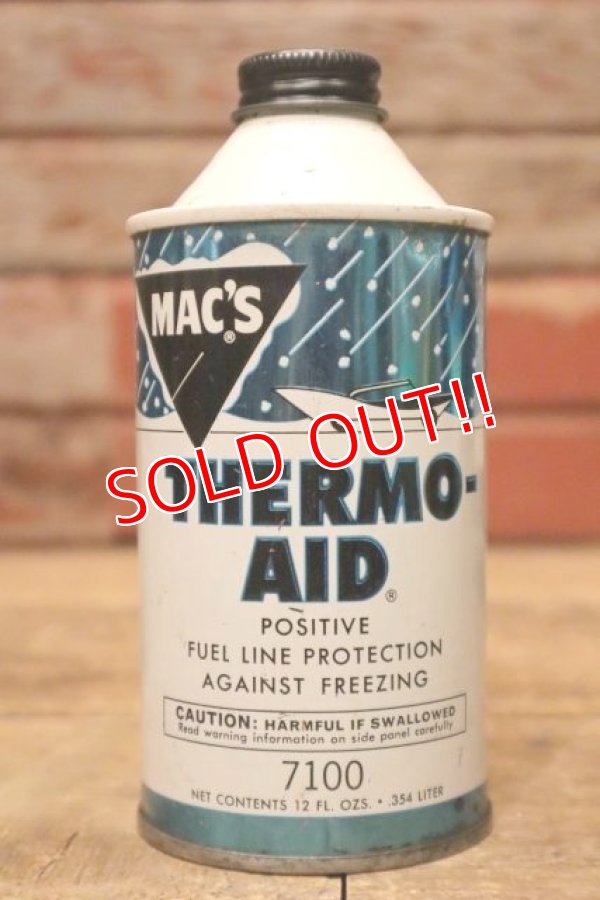 MAC'S®
SOLD OUT!!
THERMO-
AID®
POSITIVE
FUEL LINE PROTECTION
AGAINST FREEZING
CAUTION: HARMFUL IF SWALLOWED
Read warning information on side panel carefully
7100
NET CONTENTS 12 FL. OZS. • .354 LITER